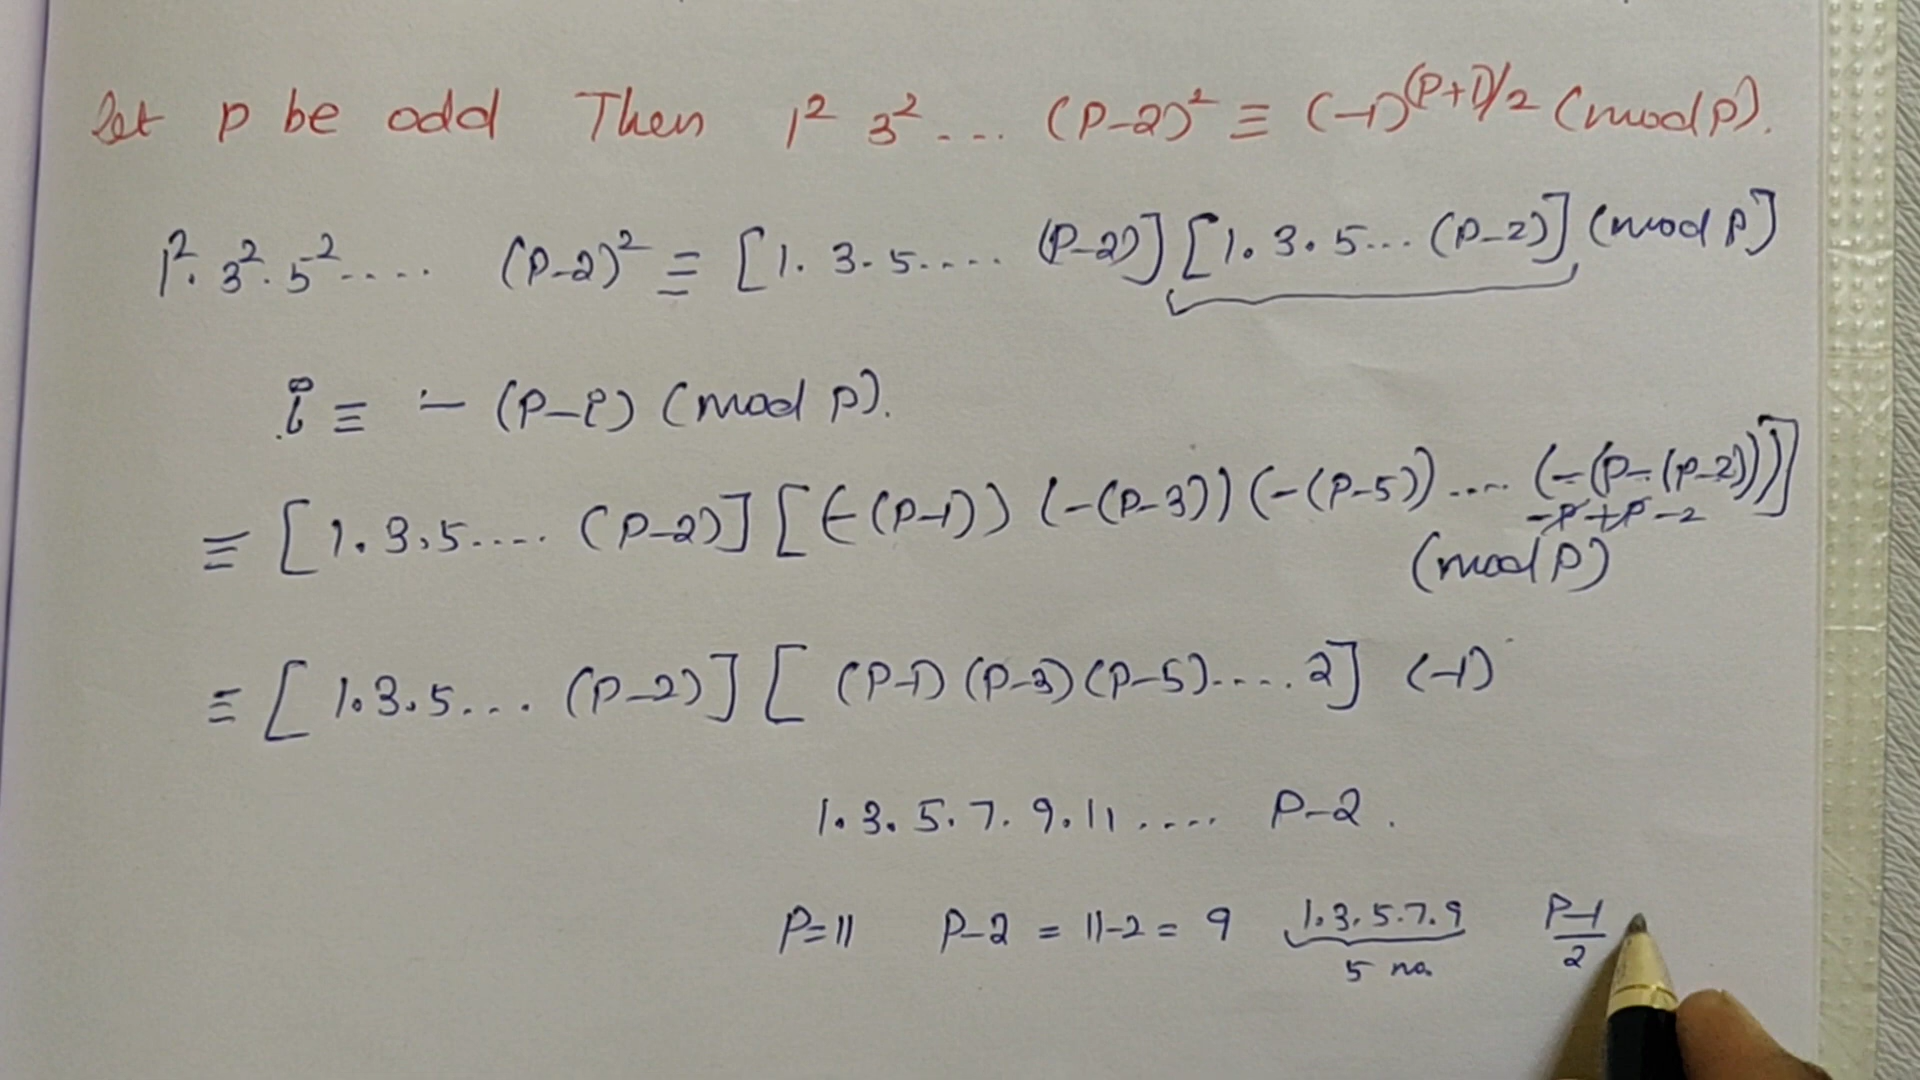 Let p be odd Then 1² 3² ... (P-2)² ≡ (-1)^(P+1)/2 (mod p).
1². 3². 5² .... (P-2)² ≡ [1. 3. 5..... (P-2)] [1. 3. 5... (P-2)] (mod P]
i ≡ - (P-i) (mod p).
≡ [1. 3. 5.... (P-2)] [(-(P-1)) (-(P-3)) (-(P-5)) .... (-(P-(P-2)))]
-P+P-2
(mod P)
≡ [1.3.5... (P-2)] [(P-1) (P-3) (P-5)..... 2] (-1)
1. 3. 5. 7. 9. 11 .... P-2.
P=11 P-2 = 11-2 = 9 1.3.5.7.9 P-1
5 no. 2